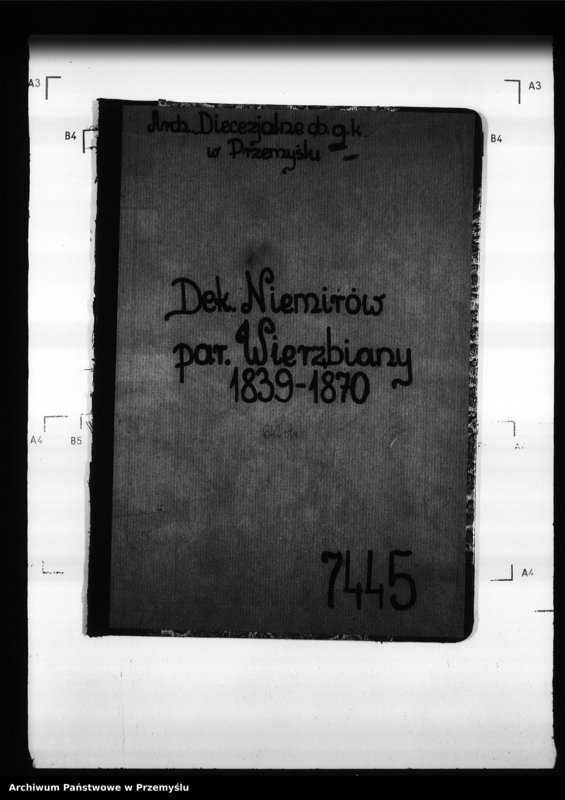 Arch. Diecezjalne ob. g.k.
w Przemyślu
Dek. Niemirów
par. Wierzbiany
1839-1870
7445
A3
A3
B4
B4
A4
B5
A4
Archiwum Państwowe w Przemyślu